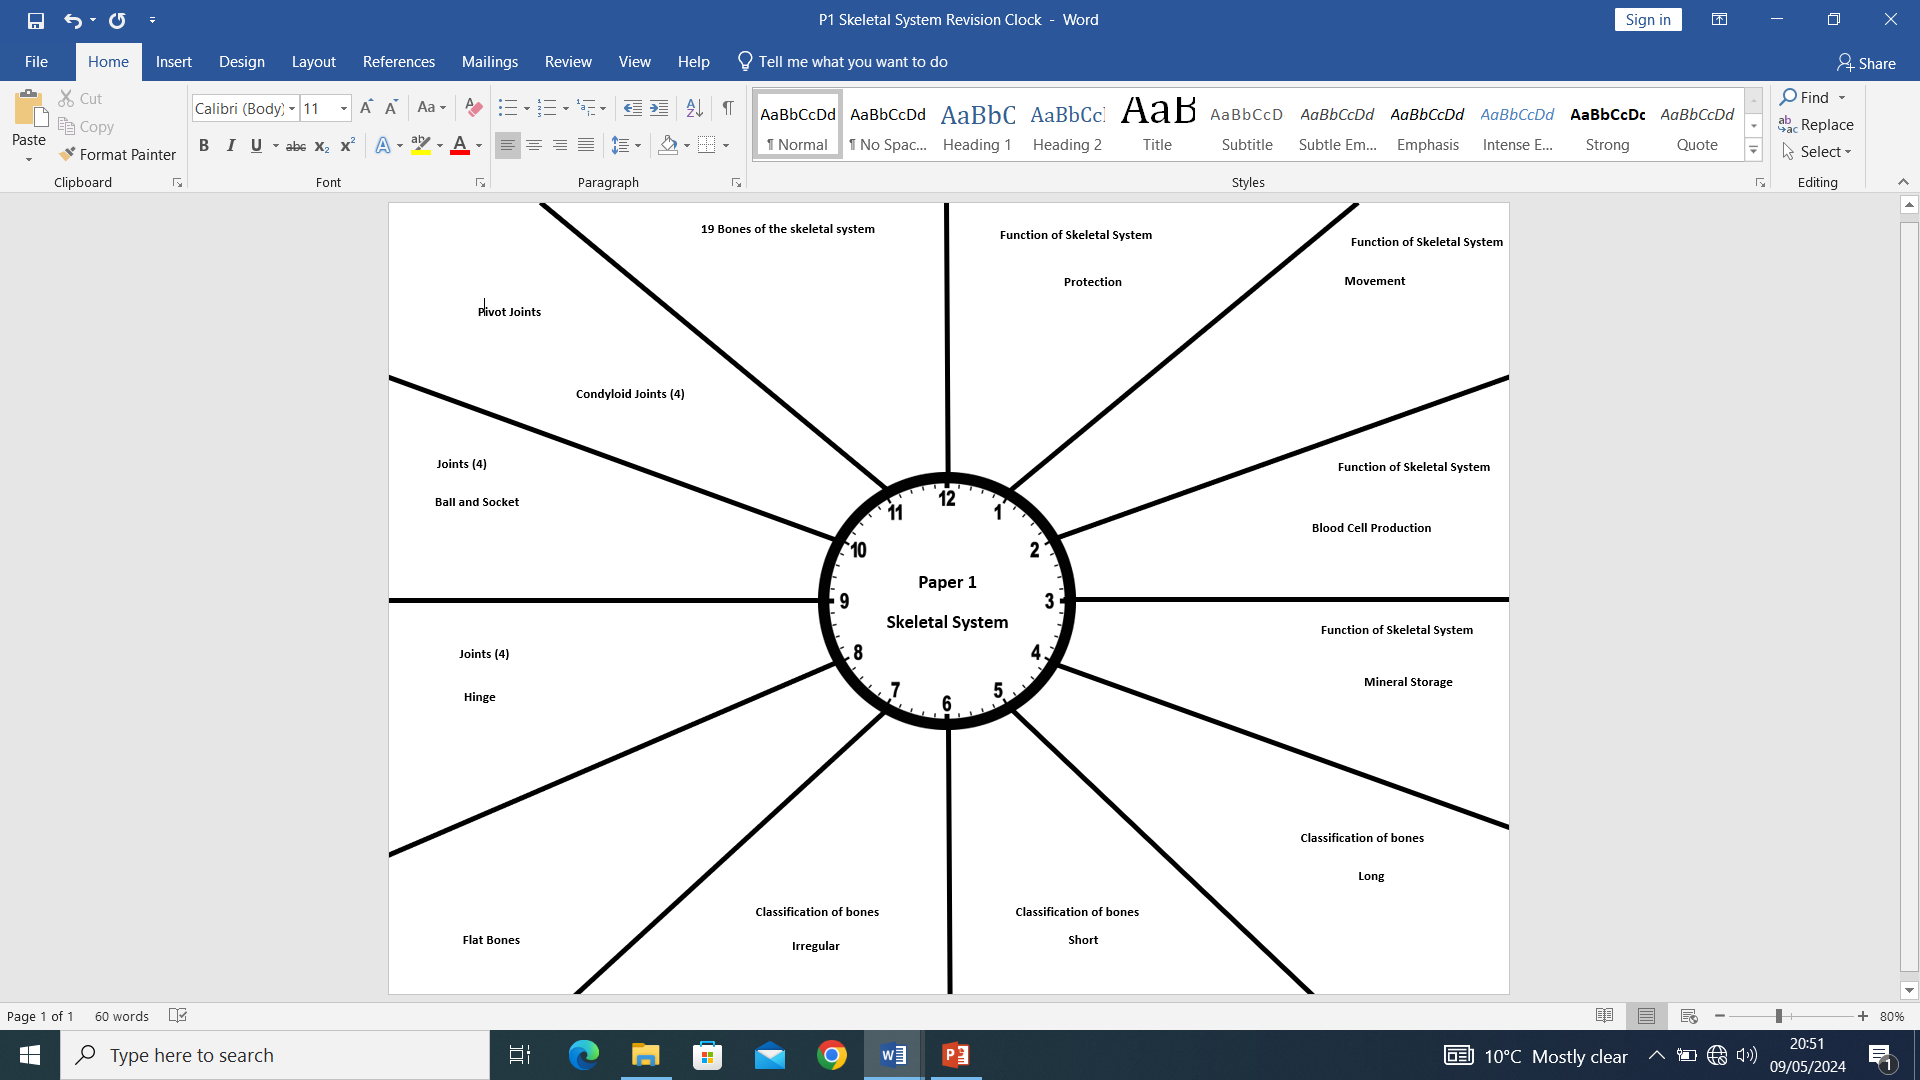 P1 Skeletal System Revision Clock - Word
Sign in
File Home Insert Design Layout References Mailings Review View Help Tell me what you want to do
Share
Paste
Cut
Copy
Format Painter
Clipboard
Calibri (Body) 11
Font
Paragraph
AaBbCcDd AaBbCcDd AaBbC AaBbCc AaB AaBbCcD AaBbCcDd AaBbCcDd AaBbCcDd AaBbCcDc AaBbCcDd
¶ Normal ¶ No Spac... Heading 1 Heading 2 Title Subtitle Subtle Em... Emphasis Intense E... Strong Quote
Styles
Find
Replace
Select
Editing
19 Bones of the skeletal system
Function of Skeletal System
Protection
Function of Skeletal System
Movement
Pivot Joints
Condyloid Joints (4)
Joints (4)
Ball and Socket
Function of Skeletal System
Blood Cell Production
12
11
1
10
2
9
3
8
4
7
5
6
Paper 1
Skeletal System
Joints (4)
Hinge
Function of Skeletal System
Mineral Storage
Classification of bones
Long
Flat Bones
Classification of bones
Irregular
Classification of bones
Short
Page 1 of 1 60 words
80%
Type here to search
10°C Mostly clear
20:51
09/05/2024
1